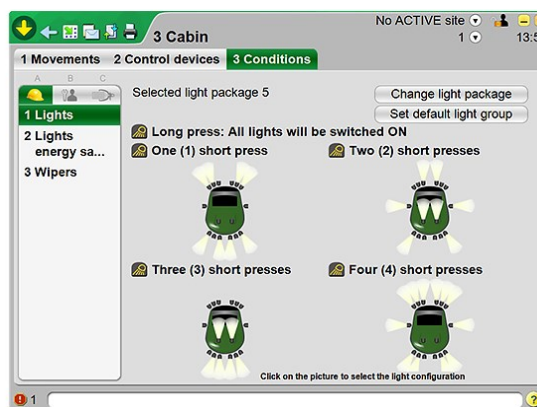 No ACTIVE site
3 Cabin
1
1 Movements 2 Control devices 3 Conditions
A B C
Selected light package 5
Change light package
Set default light group
1 Lights
2 Lights
energy sa...
3 Wipers
Long press: All lights will be switched ON
One (1) short press
Two (2) short presses
Three (3) short presses
Four (4) short presses
Click on the picture to select the light configuration
1
?